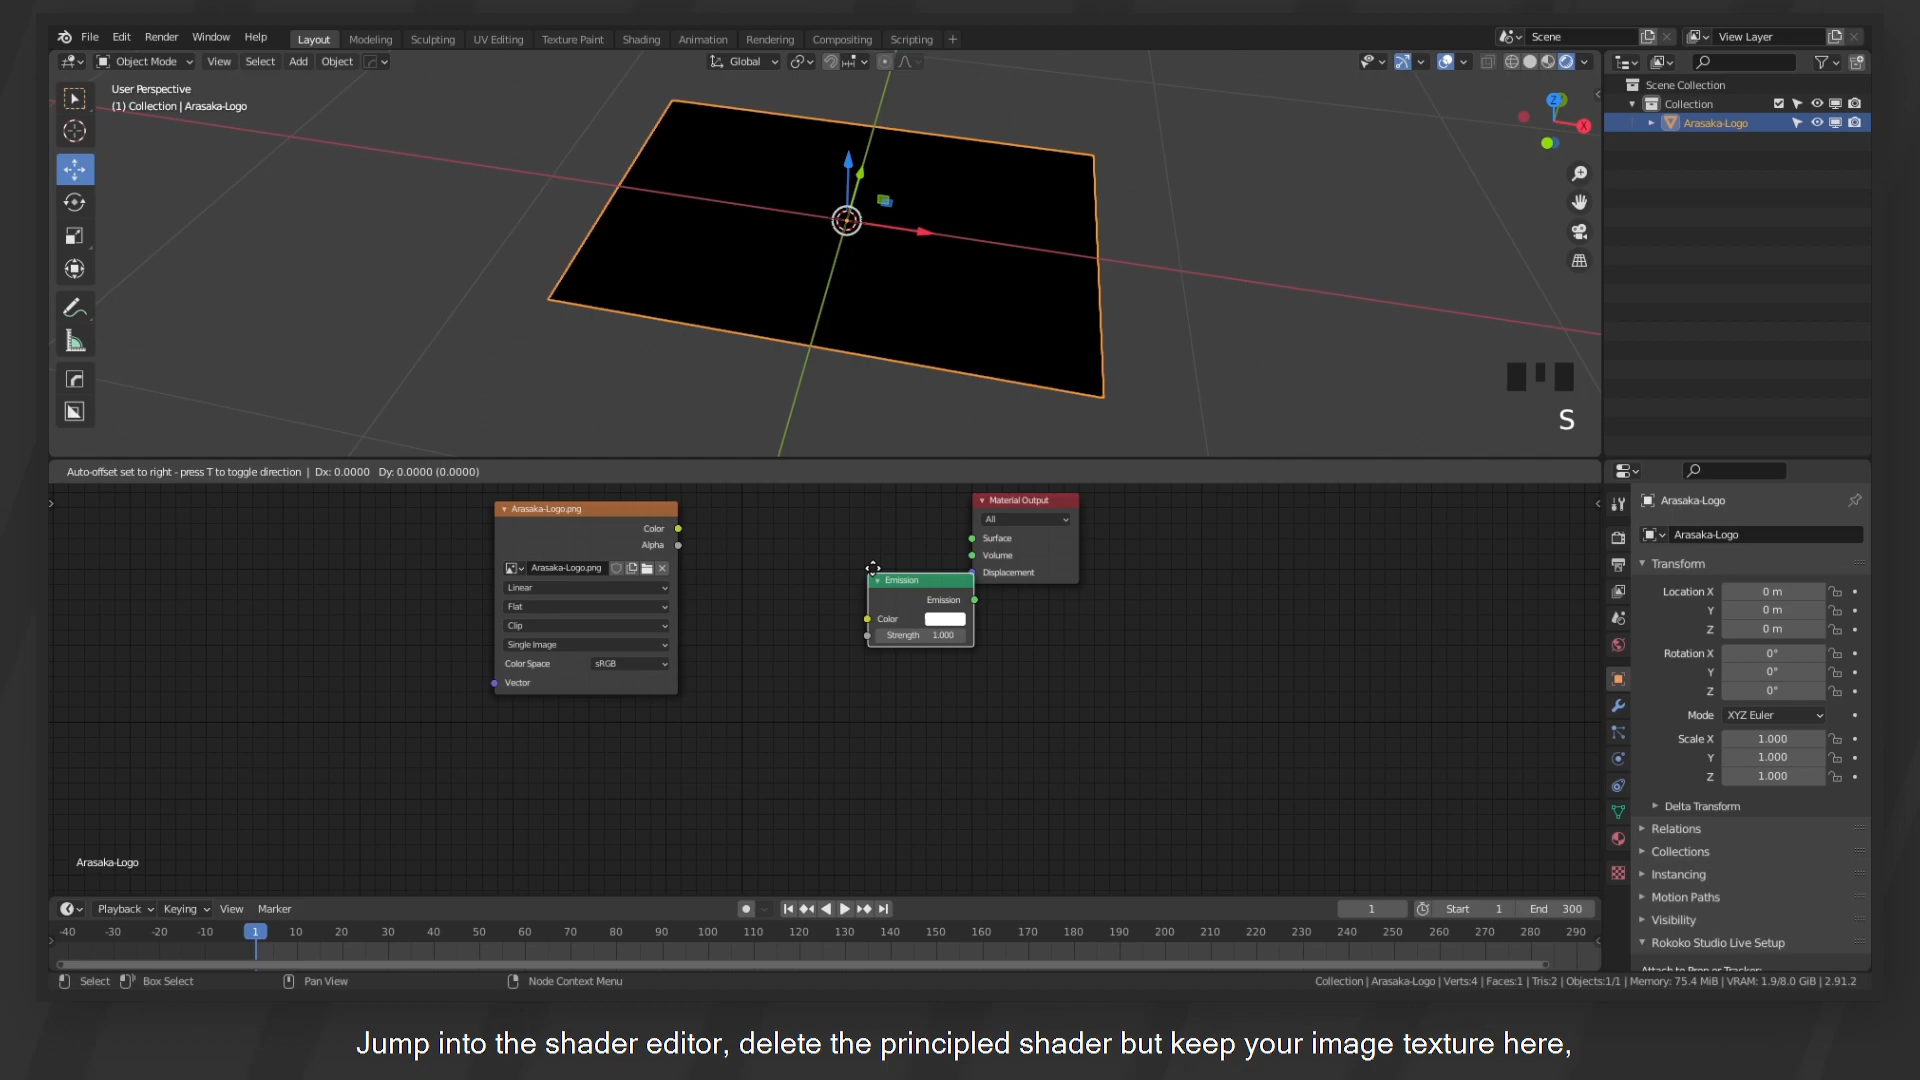 File Edit Render Window Help Layout Modeling Sculpting UV Editing Texture Paint Shading Animation Rendering Compositing Scripting + Scene View Layer
Object Mode View Select Add Object Global
User Perspective
(1) Collection | Arasaka-Logo
Z
X
Scene Collection
Collection
Arasaka-Logo
S
Auto-offset set to right - press T to toggle direction | Dx: 0.0000 Dy: 0.0000 (0.0000)
Arasaka-Logo.png
Color
Alpha
Arasaka-Logo.png
Linear
Flat
Clip
Single Image
Color Space sRGB
Vector
Emission
Emission
Color
Strength 1.000
Material Output
All
Surface
Volume
Displacement
Arasaka-Logo
Arasaka-Logo
Arasaka-Logo
Transform
Location X 0 m
Y 0 m
Z 0 m
Rotation X 0°
Y 0°
Z 0°
Mode XYZ Euler
Scale X 1.000
Y 1.000
Z 1.000
Delta Transform
Relations
Collections
Instancing
Motion Paths
Visibility
Rokoko Studio Live Setup
Attach to Prop or Tracker:
Playback Keying View Marker 1 Start 1 End 300
-40 -30 -20 -10 1 10 20 30 40 50 60 70 80 90 100 110 120 130 140 150 160 170 180 190 200 210 220 230 240 250 260 270 280 290
Select Box Select Pan View Node Context Menu Collection | Arasaka-Logo | Verts:4 | Faces:1 | Tris:2 | Objects:1/1 | Memory: 75.4 MiB | VRAM: 1.9/8.0 GiB | 2.91.2
Jump into the shader editor, delete the principled shader but keep your image texture here,